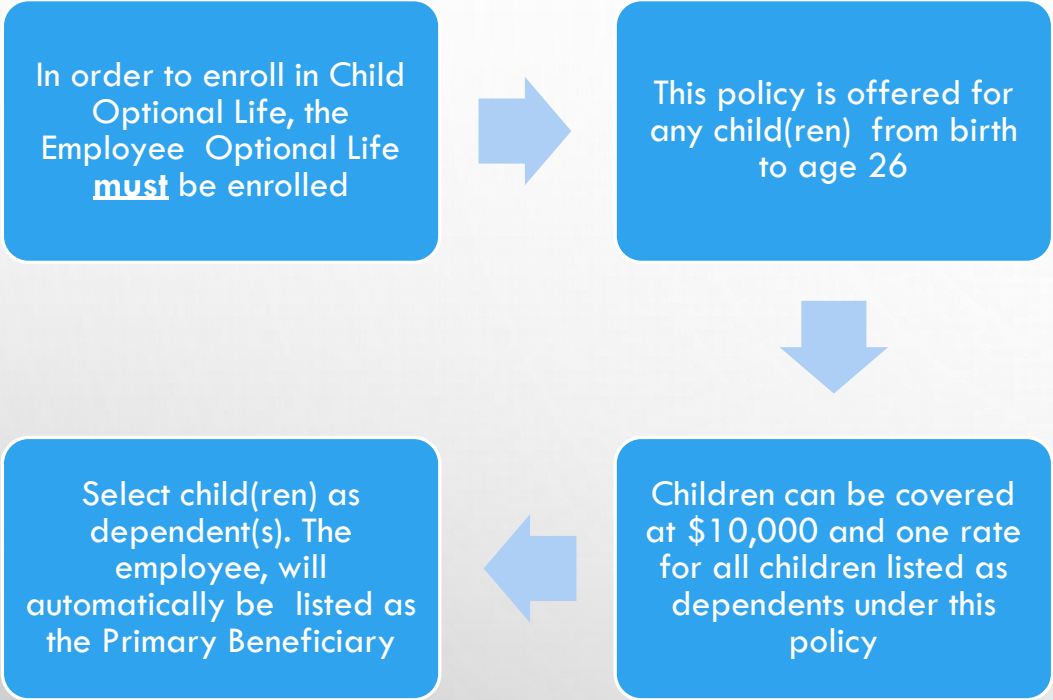 In order to enroll in Child
Optional Life, the
Employee  Optional Life
must be enrolled
This policy is offered for
any child(ren)  from birth
to age 26
Children can be covered
at $10,000 and one rate
for all children listed as
dependents under this
policy
Select child(ren) as
dependent(s). The
employee, will
automatically be  listed as
the Primary Beneficiary